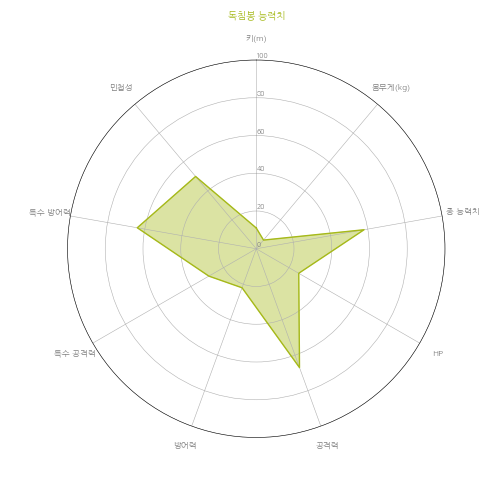 독침붕 능력치
키(m)
100
민첩성
몸무게(kg)
80
60
40
20
0
특수 방어력
총 능력치
특수 공격력
HP
방어력
공격력